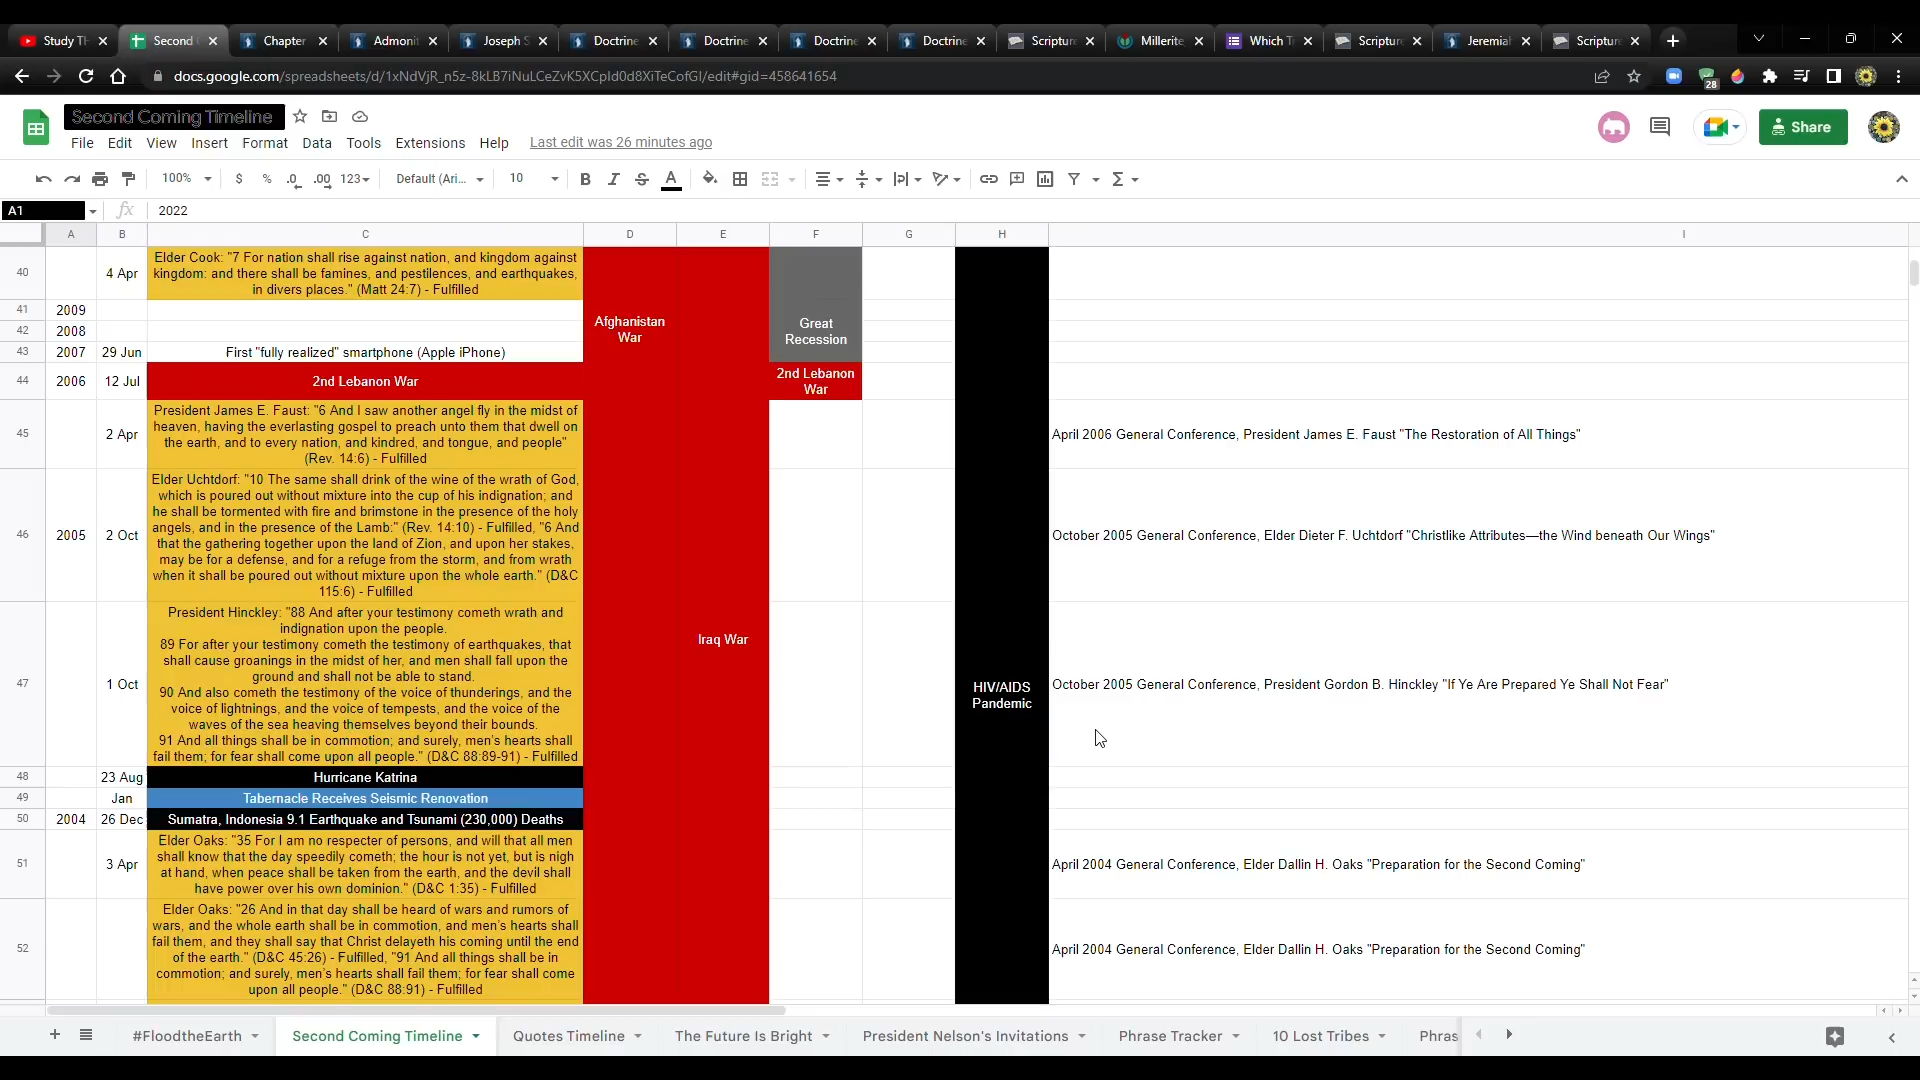 Study Th
Second
Chapter
Admoni
Joseph S
Doctrine
Doctrine
Doctrine
Doctrine
Scripture
Millerite
Which T
Scripture
Jeremial
Scripture
docs.google.com/spreadsheets/d/1xNdVjR_n5z-8kLB7iNuLCeZvK5XCpId0d8XiTeCofGI/edit#gid=458641654
28
Second Coming Timeline
File Edit View Insert Format Data Tools Extensions Help Last edit was 26 minutes ago
Share
100% $ % .0 .00 123 Default (Ari... 10 B I S A
A1 fx 2022
A B C D E F G H I
40
4 Apr
Elder Cook: "7 For nation shall rise against nation, and kingdom against
kingdom: and there shall be famines, and pestilences, and earthquakes,
in divers places." (Matt 24:7) - Fulfilled
41 2009
42 2008
Afghanistan
War
Great
Recession
43 2007 29 Jun First "fully realized" smartphone (Apple iPhone)
44 2006 12 Jul 2nd Lebanon War
2nd Lebanon
War
45
2 Apr
President James E. Faust: "6 And I saw another angel fly in the midst of
heaven, having the everlasting gospel to preach unto them that dwell on
the earth, and to every nation, and kindred, and tongue, and people"
(Rev. 14:6) - Fulfilled
April 2006 General Conference, President James E. Faust "The Restoration of All Things"
46 2005 2 Oct
Elder Uchtdorf: "10 The same shall drink of the wine of the wrath of God,
which is poured out without mixture into the cup of his indignation; and
he shall be tormented with fire and brimstone in the presence of the holy
angels, and in the presence of the Lamb:" (Rev. 14:10) - Fulfilled, "6 And
that the gathering together upon the land of Zion, and upon her stakes,
may be for a defense, and for a refuge from the storm, and from wrath
when it shall be poured out without mixture upon the whole earth." (D&C
115:6) - Fulfilled
October 2005 General Conference, Elder Dieter F. Uchtdorf "Christlike Attributes—the Wind beneath Our Wings"
47
1 Oct
President Hinckley: "88 And after your testimony cometh wrath and
indignation upon the people.
89 For after your testimony cometh the testimony of earthquakes, that
shall cause groanings in the midst of her, and men shall fall upon the
ground and shall not be able to stand.
90 And also cometh the testimony of the voice of thunderings, and the
voice of lightnings, and the voice of tempests, and the voice of the
waves of the sea heaving themselves beyond their bounds.
91 And all things shall be in commotion; and surely, men's hearts shall
fail them; for fear shall come upon all people." (D&C 88:89-91) - Fulfilled
Iraq War
HIV/AIDS
Pandemic
October 2005 General Conference, President Gordon B. Hinckley "If Ye Are Prepared Ye Shall Not Fear"
48 23 Aug Hurricane Katrina
49 Jan Tabernacle Receives Seismic Renovation
50 2004 26 Dec Sumatra, Indonesia 9.1 Earthquake and Tsunami (230,000) Deaths
51
3 Apr
Elder Oaks: "35 For I am no respecter of persons, and will that all men
shall know that the day speedily cometh; the hour is not yet, but is nigh
at hand, when peace shall be taken from the earth, and the devil shall
have power over his own dominion." (D&C 1:35) - Fulfilled
April 2004 General Conference, Elder Dallin H. Oaks "Preparation for the Second Coming"
52
Elder Oaks: "26 And in that day shall be heard of wars and rumors of
wars, and the whole earth shall be in commotion, and men's hearts shall
fail them, and they shall say that Christ delayeth his coming until the end
of the earth." (D&C 45:26) - Fulfilled, "91 And all things shall be in
commotion; and surely, men's hearts shall fail them; for fear shall come
upon all people." (D&C 88:91) - Fulfilled
April 2004 General Conference, Elder Dallin H. Oaks "Preparation for the Second Coming"
#FloodtheEarth
Second Coming Timeline
Quotes Timeline
The Future Is Bright
President Nelson's Invitations
Phrase Tracker
10 Lost Tribes
Phras